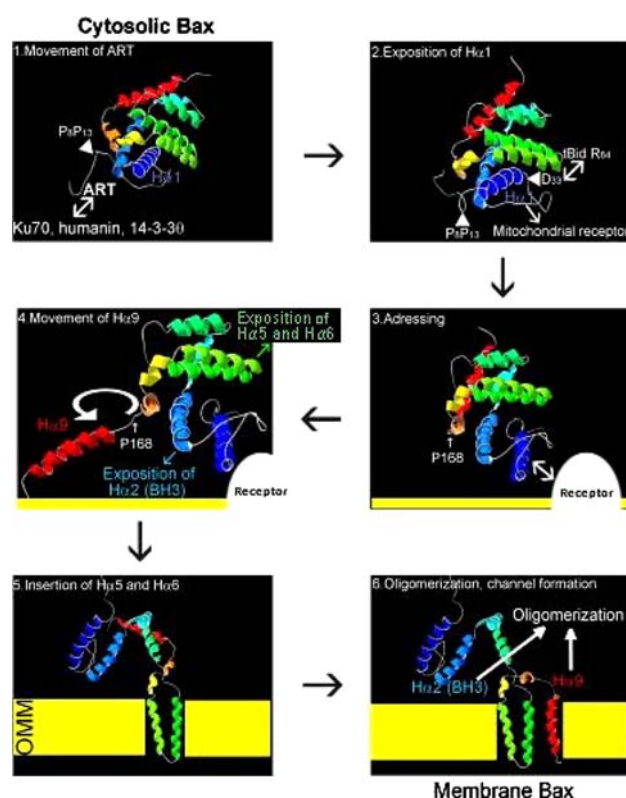 Cytosolic Bax
1.Movement of ART
P₈P₁₃
Hα1
ART
Ku70, humanin, 14-3-3θ
2.Exposition of Hα1
tBid R₈₄
D₃₃
Hα1
P₈P₁₃
Mitochondrial receptor
4.Movement of Hα9
Exposition of
Hα5 and Hα6
Hα9
P168
Exposition of
Hα2 (BH3)
Receptor
3.Adressing
P168
Receptor
5.Insertion of Hα5 and Hα6
OMM
6.Oligomerization, channel formation
Oligomerization
Hα2 (BH3)
Hα9
Membrane Bax